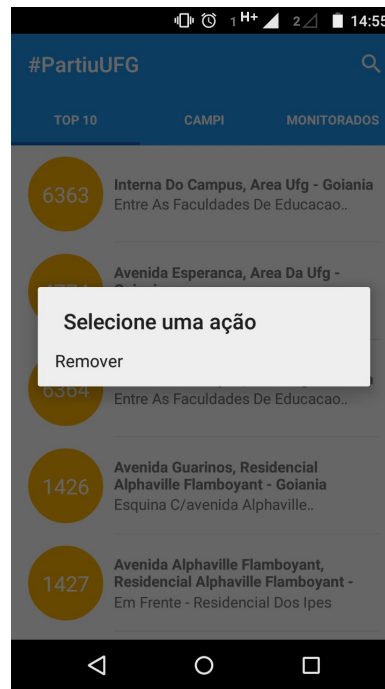 1 H+ 2 14:55
#PartiuUFG
TOP 10 CAMPI MONITORADOS
6363
Interna Do Campus, Area Ufg - Goiania
Entre As Faculdades De Educacao..
Avenida Esperanca, Area Da Ufg -
Selecione uma ação
Remover
6364
Entre As Faculdades De Educacao..
1426
Avenida Guarinos, Residencial
Alphaville Flamboyant - Goiania
Esquina C/avenida Alphaville..
1427
Avenida Alphaville Flamboyant,
Residencial Alphaville Flamboyant -
Em Frente - Residencial Dos Ipes